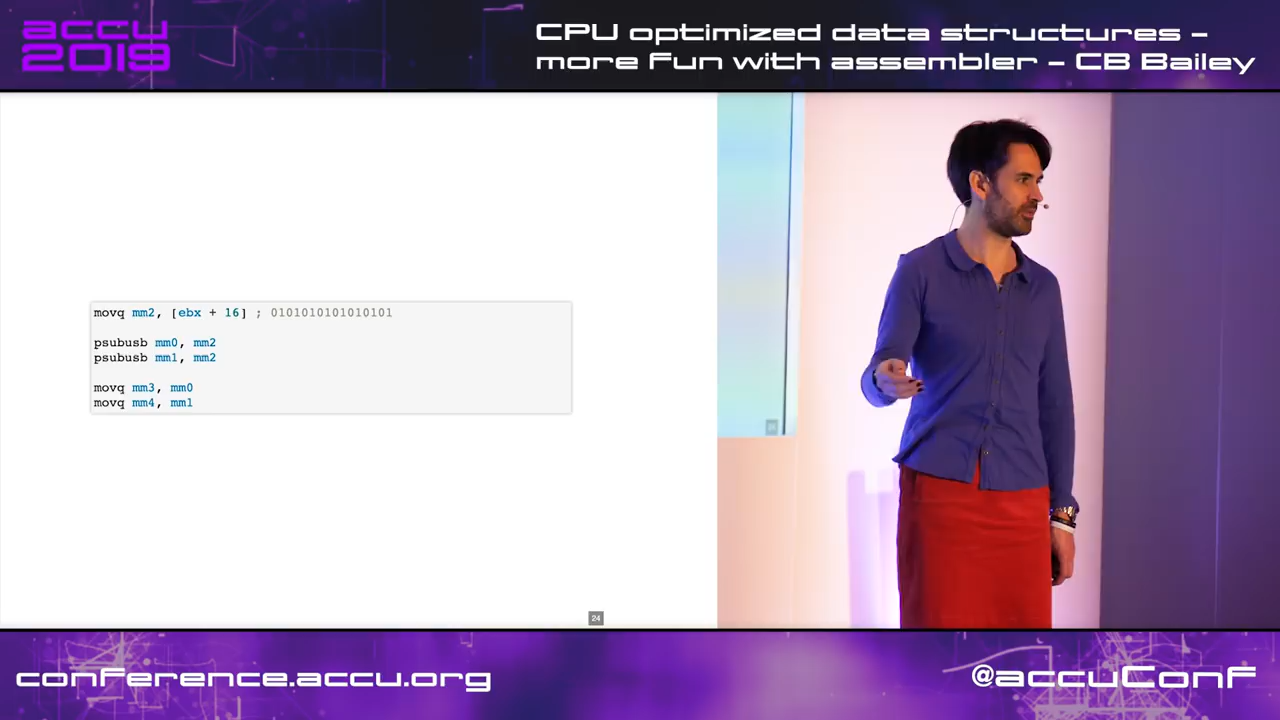 accu
2019
CPU optimized data structures –
more fun with assembler – CB Bailey
movq mm2, [ebx + 16] ; 0101010101010101
psubusb mm0, mm2
psubusb mm1, mm2
movq mm3, mm0
movq mm4, mm1
24
conference.accu.org
@accuConf